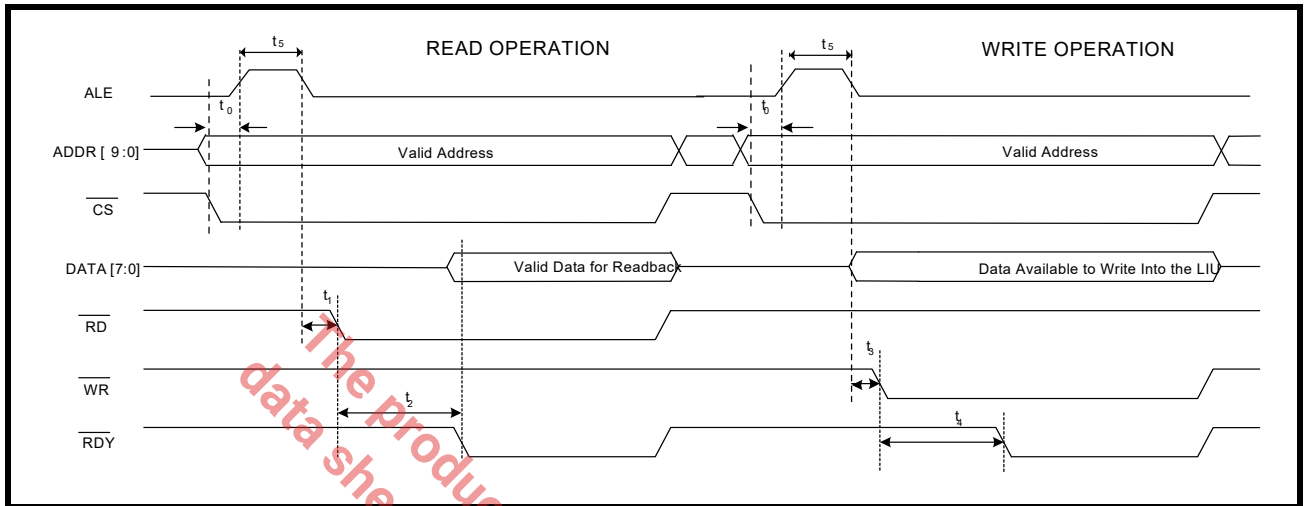 READ OPERATION
WRITE OPERATION
t5
t5
ALE
t0
t0
ADDR [ 9:0]
Valid Address
Valid Address
CS
DATA [7:0]
Valid Data for Readback
Data Available to Write Into the LIU
t1
RD
t3
WR
t2
t4
RDY
The produc
data she